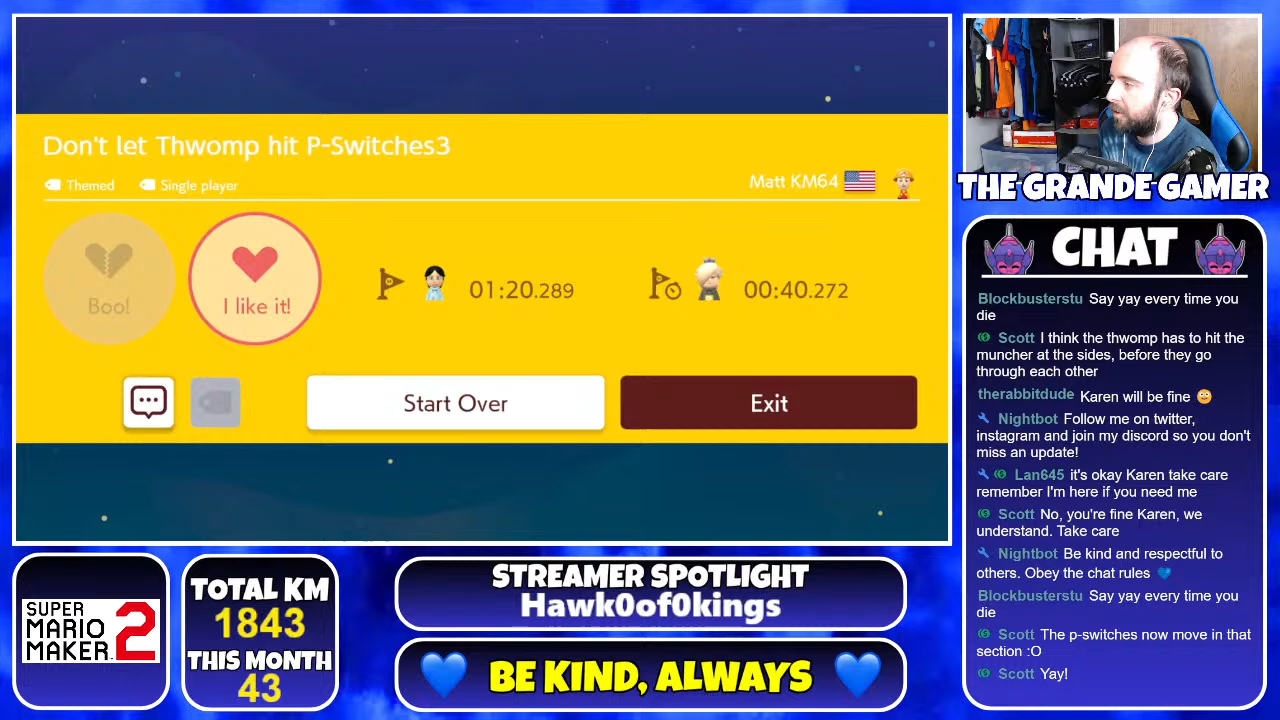 Don't let Thwomp hit P-Switches3
Themed Single player
Matt KM64
Boo!
I like it!
01:20.289
00:40.272
Start Over
Exit
THE GRANDE GAMER
CHAT
Blockbusterstu Say yay every time you
die
Scott I think the thwomp has to hit the
muncher at the sides, before they go
through each other
therabbitdude Karen will be fine
Nightbot Follow me on twitter,
instagram and join my discord so you don't
miss an update!
Lan645 it's okay Karen take care
remember I'm here if you need me
Scott No, you're fine Karen, we
understand. Take care
Nightbot Be kind and respectful to
others. Obey the chat rules
Blockbusterstu Say yay every time you
die
Scott The p-switches now move in that
section :O
Scott Yay!
SUPER
MARIO
MAKER 2
TOTAL KM
1843
THIS MONTH
43
STREAMER SPOTLIGHT
Hawk0of0kings
BE KIND, ALWAYS